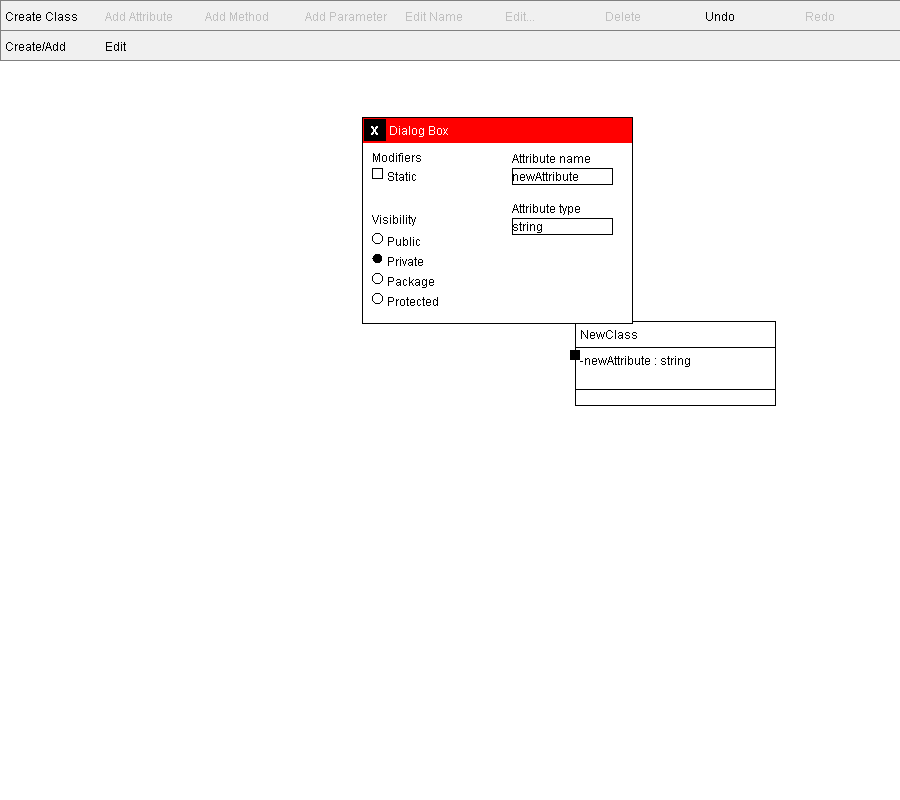 Create Class Add Attribute Add Method Add Parameter Edit Name Edit... Delete Undo Redo
Create/Add Edit
X Dialog Box
Modifiers
Static
Visibility
Public
Private
Package
Protected
Attribute name
newAttribute
Attribute type
string
NewClass
-newAttribute : string